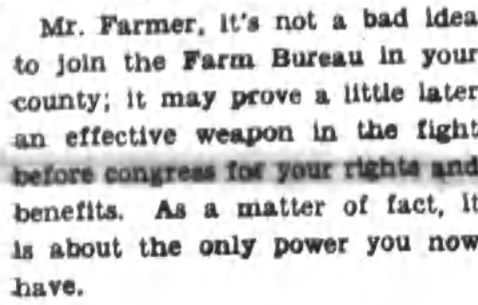 Mr. Farmer, it's not a bad idea
to join the Farm Bureau in your
county; it may prove a little later
an effective weapon in the fight
before congress for your rights and
benefits. As a matter of fact, it
is about the only power you now
have.